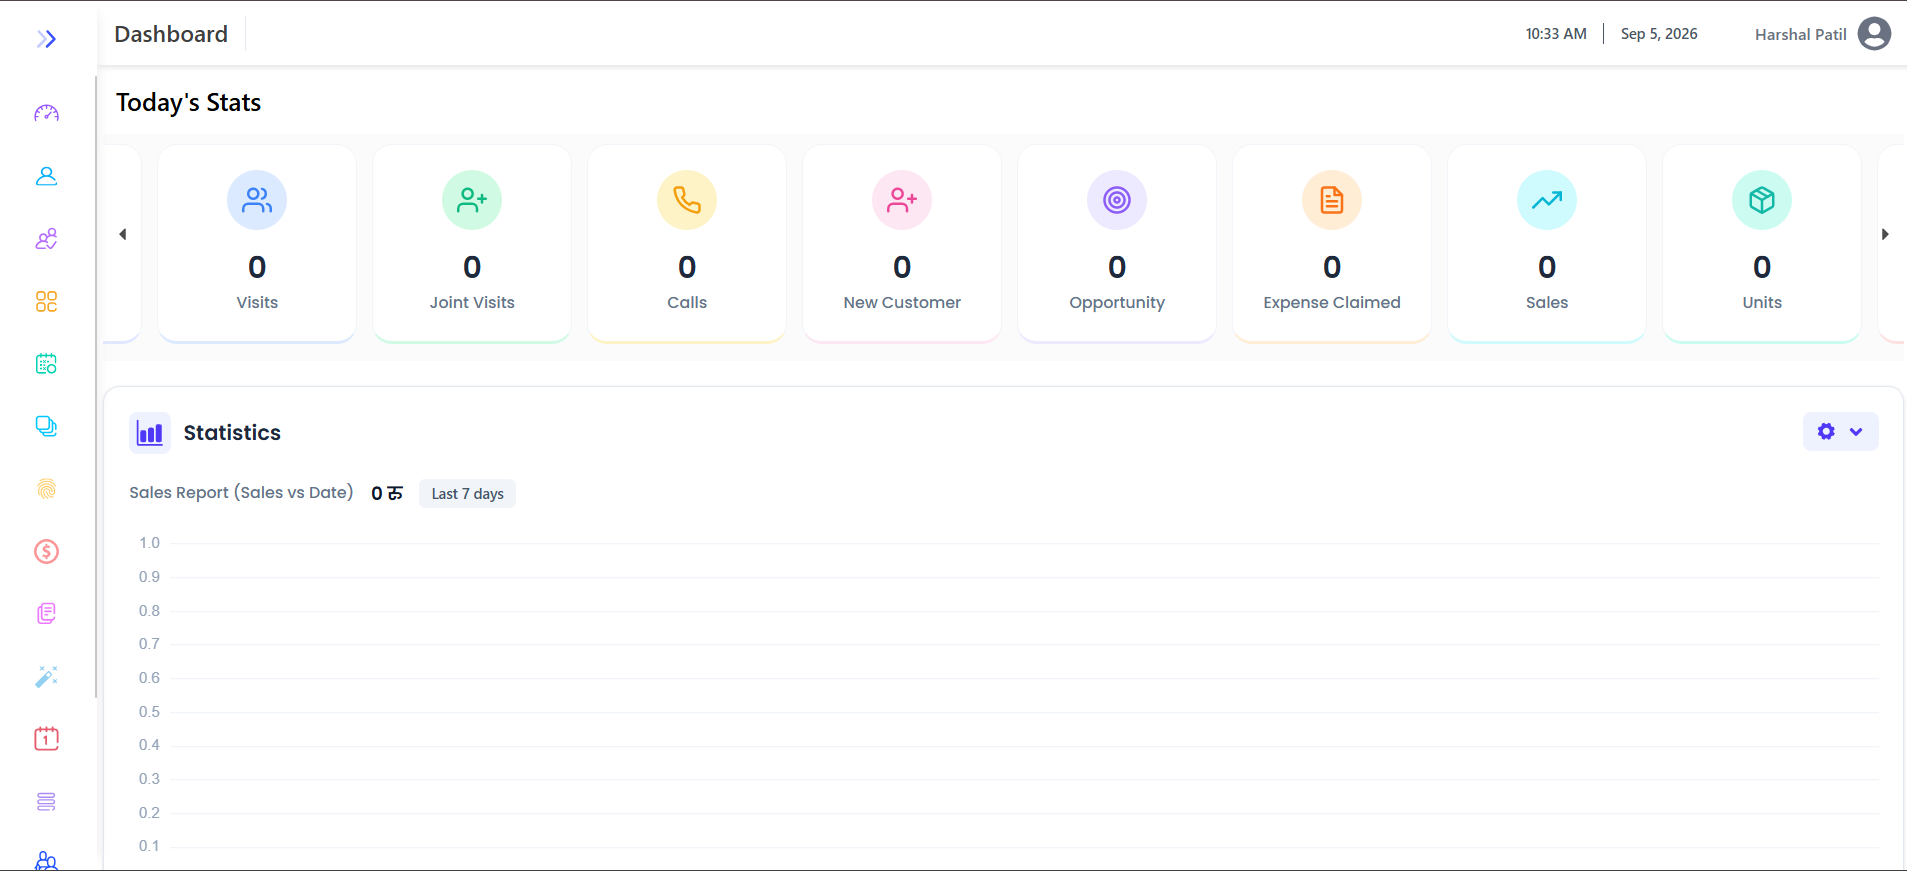 Dashboard
10:33 AM
Sep 5, 2026
Harshal Patil
Today's Stats
0
Visits
0
Joint Visits
0
Calls
0
New Customer
0
Opportunity
0
Expense Claimed
0
Sales
0
Units
Statistics
Sales Report (Sales vs Date)
0 रु
Last 7 days
1.0
0.9
0.8
0.7
0.6
0.5
0.4
0.3
0.2
0.1
$
1